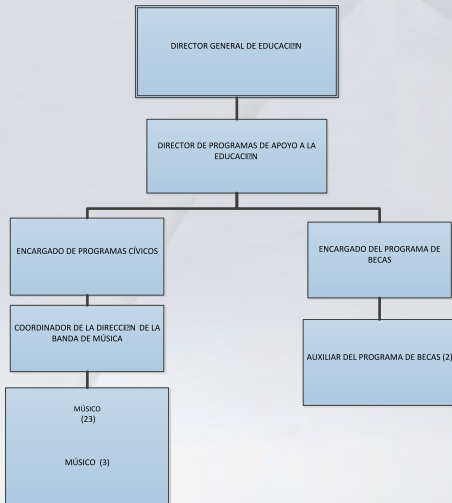 DIRECTOR GENERAL DE EDUCACI⍰N
DIRECTOR DE PROGRAMAS DE APOYO A LA
EDUCACI⍰N
ENCARGADO DE PROGRAMAS CÍVICOS
ENCARGADO DEL PROGRAMA DE
BECAS
COORDINADOR DE LA DIRECCI⍰N DE LA
BANDA DE MÚSICA
AUXILIAR DEL PROGRAMA DE BECAS (2)
MÚSICO
(23)
MÚSICO (3)